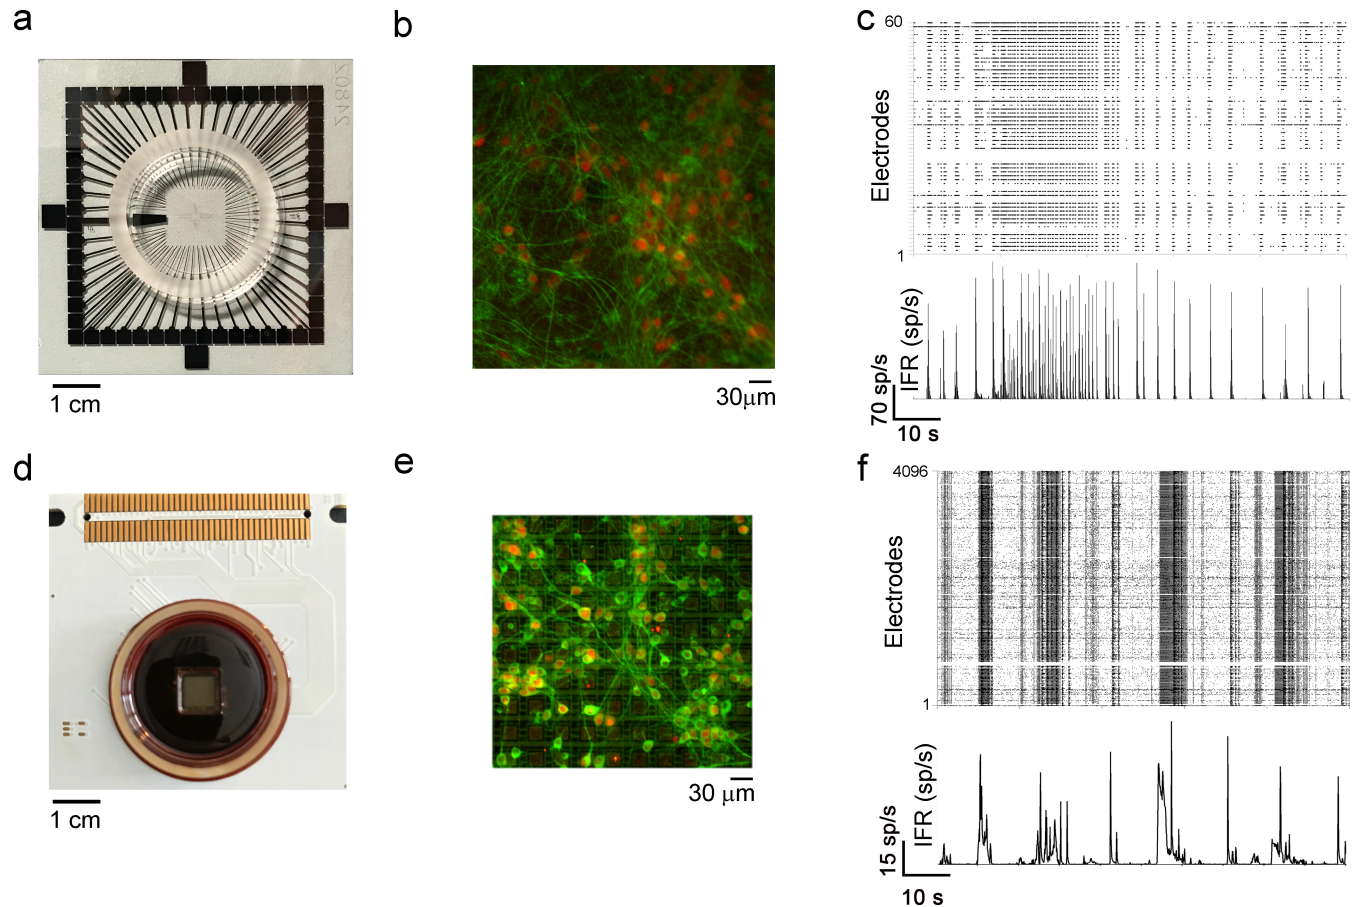 a
b
c
60
Electrodes
1
IFR (sp/s)
70 sp/s
10 s
1 cm
30µm
d
e
f
4096
Electrodes
1
IFR (sp/s)
15 sp/s
10 s
1 cm
30 µm